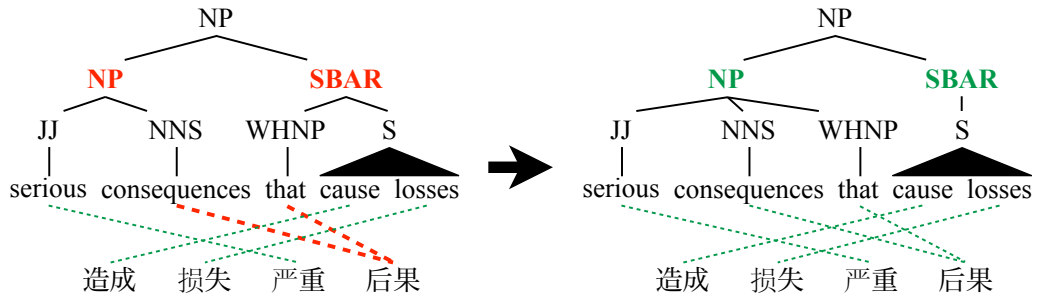 NP
NP SBAR
JJ NNS WHNP S
serious consequences that cause losses
造成 损失 严重 后果
NP
NP SBAR
JJ NNS WHNP S
serious consequences that cause losses
造成 损失 严重 后果